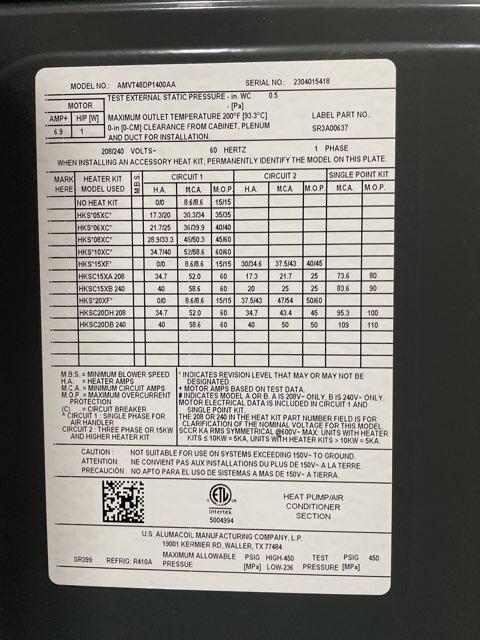 MODEL NO.: AMVT48DP1400AA SERIAL NO.: 2304015418
MOTOR TEST EXTERNAL STATIC PRESSURE - in. WC 0.5
- [Pa]
AMP+ H/P [W] MAXIMUM OUTLET TEMPERATURE 200°F [93.3°C] LABEL PART NO.:
6.9 1 0-in [0-CM] CLEARANCE FROM CABINET, PLENUM SR3A00637
AND DUCT FOR INSTALLATION.
208/240 VOLTS~ 60 HERTZ 1 PHASE
WHEN INSTALLING AN ACCESSORY HEAT KIT, PERMANENTLY IDENTIFY THE MODEL ON THIS PLATE.
MARK HERE HEATER KIT MODEL USED M.B.S. CIRCUIT 1 CIRCUIT 2 SINGLE POINT KIT
H.A. M.C.A. M.O.P H.A. M.C.A. M.O.P. M.C.A. M.O.P.
NO HEAT KIT 0/0 8.6/8.6 15/15
HKS*05XC* 17.3/20 30.3/34 35/35
HKS*06XC* 21.7/25 36/39.9 40/40
HKS*08XC* 28.9/33.3 45/50.3 45/60
HKS*10XC* 34.7/40 52/58.6 60/60
HKS*15XF* 0/0 8.6/8.6 15/15 30/34.6 37.5/43 40/45
HKSC15XA 208 34.7 52.0 60 17.3 21.7 25 73.6 80
HKSC15XB 240 40 58.6 60 20 25 25 83.6 90
HKS*20XF* 0/0 8.6/8.6 15/15 37.5/43 47/54 50/60
HKSC20DH 208 34.7 52.0 60 34.7 43.4 45 95.3 100
HKSC20DB 240 40 58.6 60 40 50 50 109 110
M.B.S. = MINIMUM BLOWER SPEED
H.A. = HEATER AMPS
M.C.A. = MINIMUM CIRCUIT AMPS
M.O.P. = MAXIMUM OVERCURRENT
PROTECTION
(C) = CIRCUIT BREAKER
^ CIRCUIT 1 : SINGLE PHASE FOR
AIR HANDLER
CIRCUIT 2 : THREE PHASE OR 15KW
AND HIGHER HEATER KIT
* INDICATES REVISION LEVEL THAT MAY OR MAY NOT BE
DESIGNATED.
+ MOTOR AMPS BASED ON TEST DATA.
# INDICATES MODEL A OR B. A IS 208V~ ONLY, B IS 240V~ ONLY.
MOTOR ELECTRICAL DATA IS INCLUDED IN CIRCUIT 1 AND
SINGLE POINT KIT.
THE 208 OR 240 IN THE HEAT KIT PART NUMBER FIELD IS FOR
CLARIFICATION OF THE NOMINAL VOLTAGE FOR THIS MODEL.
SCCR KA RMS SYMMETRICAL @600V~ MAX: UNITS WITH HEATER
KITS ≤ 10KW = 5KA, UNITS WITH HEATER KITS > 10KW = 5KA.
CAUTION : NOT SUITABLE FOR USE ON SYSTEMS EXCEEDING 150V~ TO GROUND.
ATTENTION: NE CONVIENT PAS AUX INSTALLATIONS DU PLUS DE 150V~ A LA TERRE.
PRECAUCIÓN : NO APTO PARA EL USO DE SISTEMAS A MAS DE 150V~ A TIERRA.
ETL
Intertek
5004994
HEAT PUMP/AIR
CONDITIONER
SECTION
U.S. ALUMACOIL MANUFACTURING COMPANY, L.P.
19001 KERMIER RD, WALLER, TX 77484
SR399 REFRIG: R410A MAXIMUM ALLOWABLE PSIG HIGH-450 TEST PSIG 450
PRESSUE [MPa] LOW-236 PRESSURE [MPa]